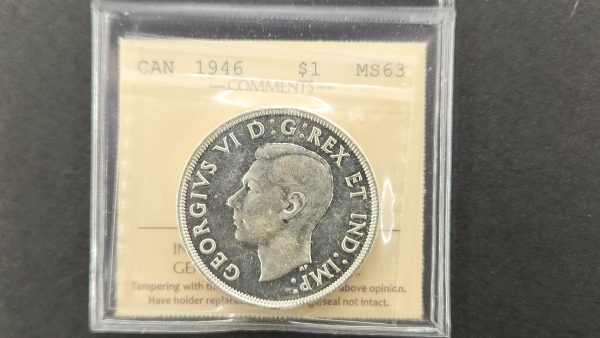 CAN 1946 $1 MS63
COMMENTS
GEORGIVS VI D:G:REX ET IND:IMP:
HP
Tampering with above opinion.
Have holder seal not intact.